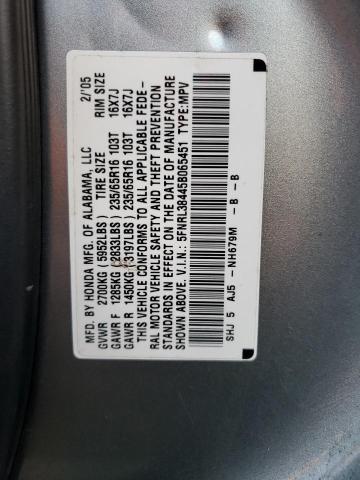 MFD. BY HONDA MFG. OF ALABAMA, LLC 2/'05
GVWR 2700KG (5952LBS) TIRE SIZE RIM SIZE
GAWR F 1285KG (2833LBS) 235/65R16 103T 16X7J
GAWR R 1450KG (3197LBS) 235/65R16 103T 16X7J
THIS VEHICLE CONFORMS TO ALL APPLICABLE FEDE-
RAL MOTOR VEHICLE SAFETY AND THEFT PREVENTION
STANDARDS IN EFFECT ON THE DATE OF MANUFACTURE
SHOWN ABOVE. V.I.N.: 5FNRL38445B065451 TYPE:MPV
SHJ 5 AJ5 -NH679M - B - B